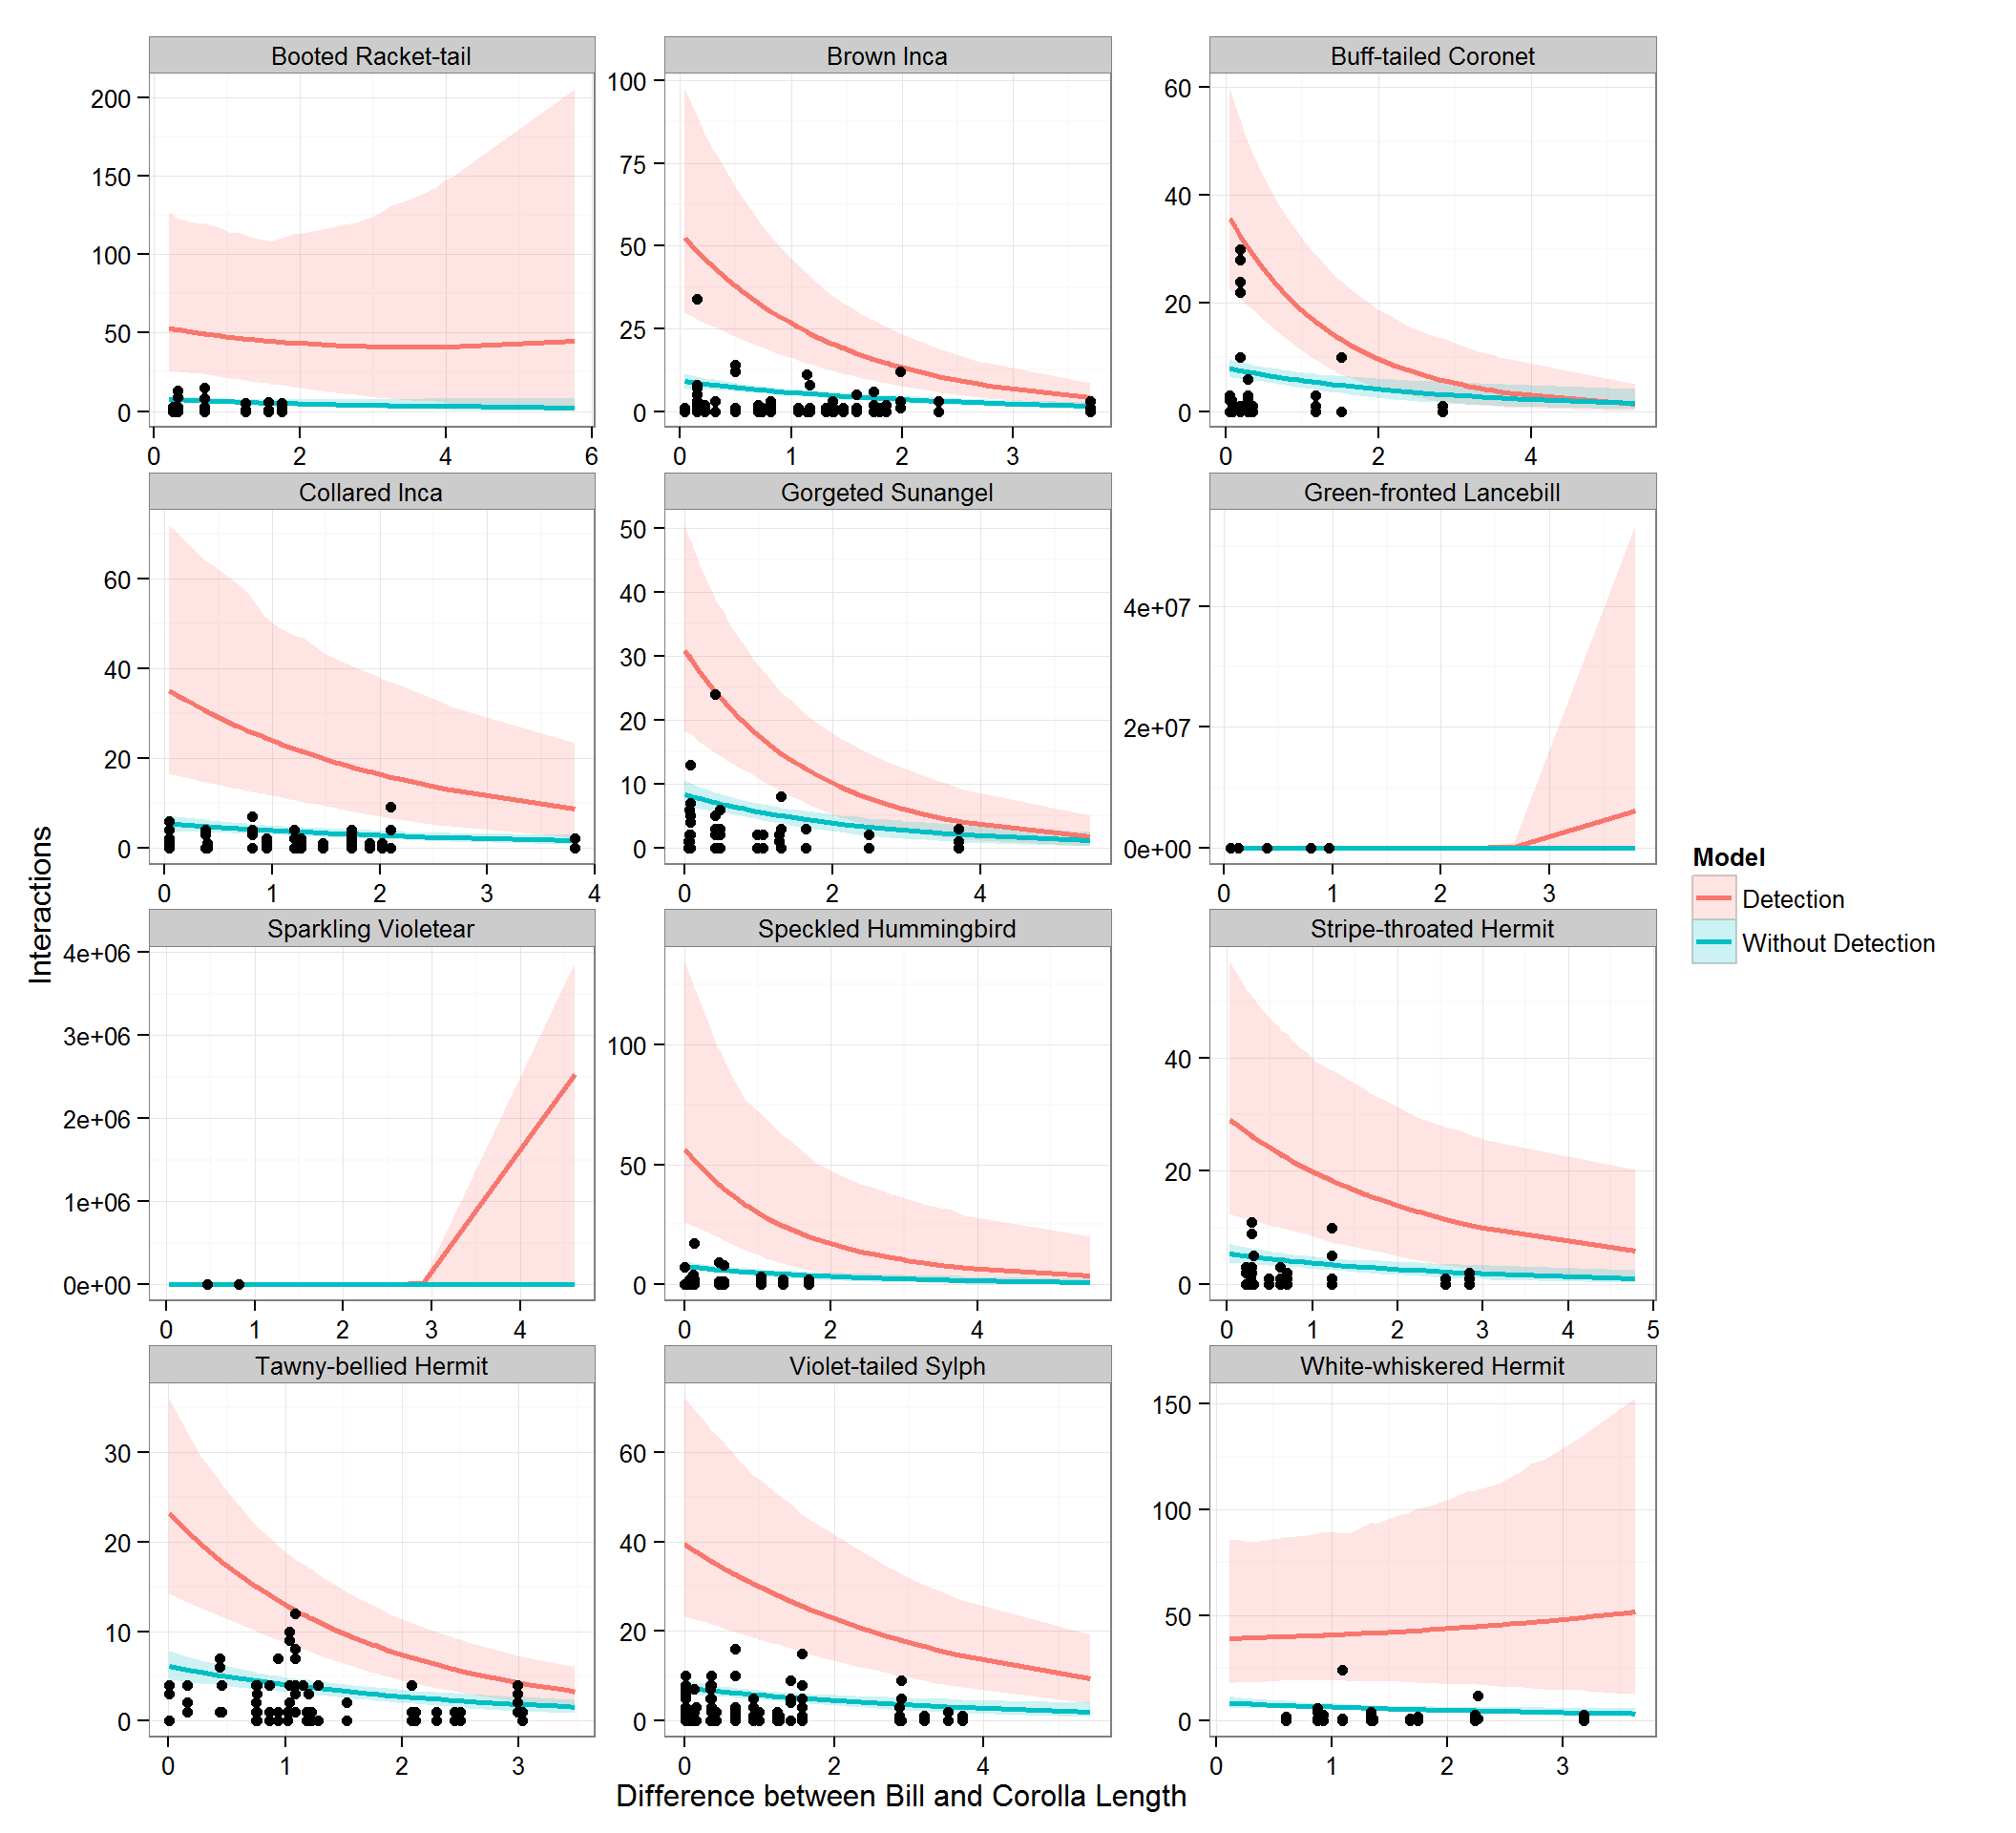 Booted Racket-tail
Brown Inca
Buff-tailed Coronet
200
150
100
50
0
0 2 4 6
100
75
50
25
0
0 1 2 3
60
40
20
0
0 2 4
Collared Inca
Gorgeted Sunangel
Green-fronted Lancebill
60
40
20
0
0 1 2 3 4
50
40
30
20
10
0
0 2 4
4e+07
2e+07
0e+00
0 1 2 3
Sparkling Violetear
Speckled Hummingbird
Stripe-throated Hermit
4e+06
3e+06
2e+06
1e+06
0e+00
0 1 2 3 4
100
50
0
0 2 4
40
20
0
0 1 2 3 4 5
Tawny-bellied Hermit
Violet-tailed Sylph
White-whiskered Hermit
30
20
10
0
0 1 2 3
60
40
20
0
0 2 4
150
100
50
0
0 1 2 3
Interactions
Difference between Bill and Corolla Length
Model
Detection
Without Detection